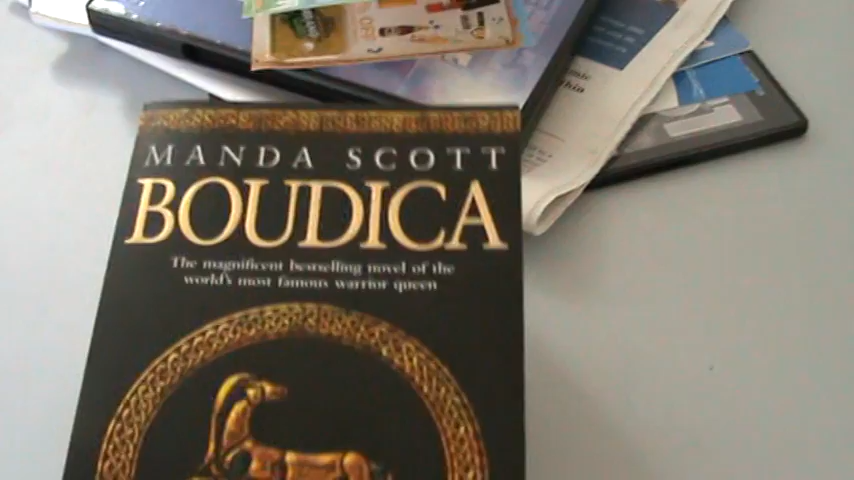 MANDA SCOTT
BOUDICA
The magnificent bestselling novel of the
world's most famous warrior queen